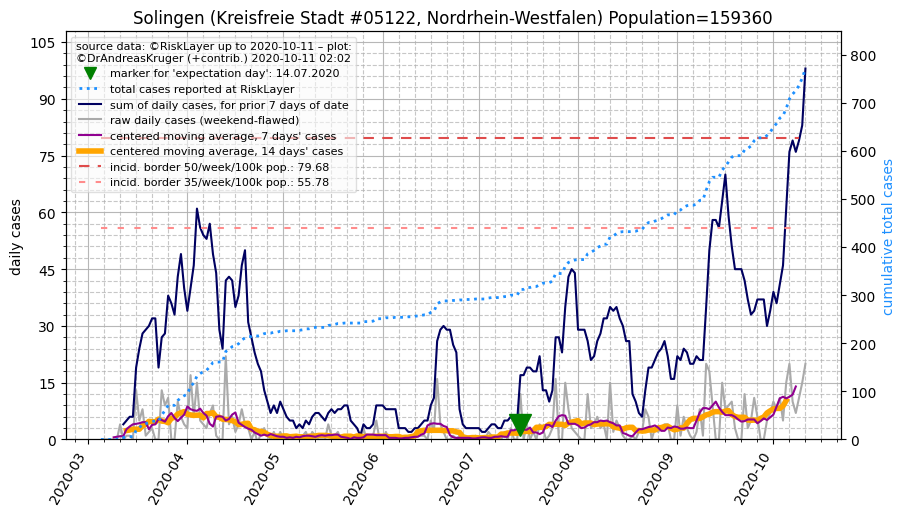 Solingen (Kreisfreie Stadt #05122, Nordrhein-Westfalen) Population=159360
source data: ©RiskLayer up to 2020-10-11 – plot:
©DrAndreasKruger (+contrib.) 2020-10-11 02:02
marker for 'expectation day': 14.07.2020
total cases reported at RiskLayer
sum of daily cases, for prior 7 days of date
raw daily cases (weekend-flawed)
centered moving average, 7 days' cases
centered moving average, 14 days' cases
incid. border 50/week/100k pop.: 79.68
incid. border 35/week/100k pop.: 55.78
daily cases
105
90
75
60
45
30
15
0
cumulative total cases
800
700
600
500
400
300
200
100
0
2020-03
2020-04
2020-05
2020-06
2020-07
2020-08
2020-09
2020-10